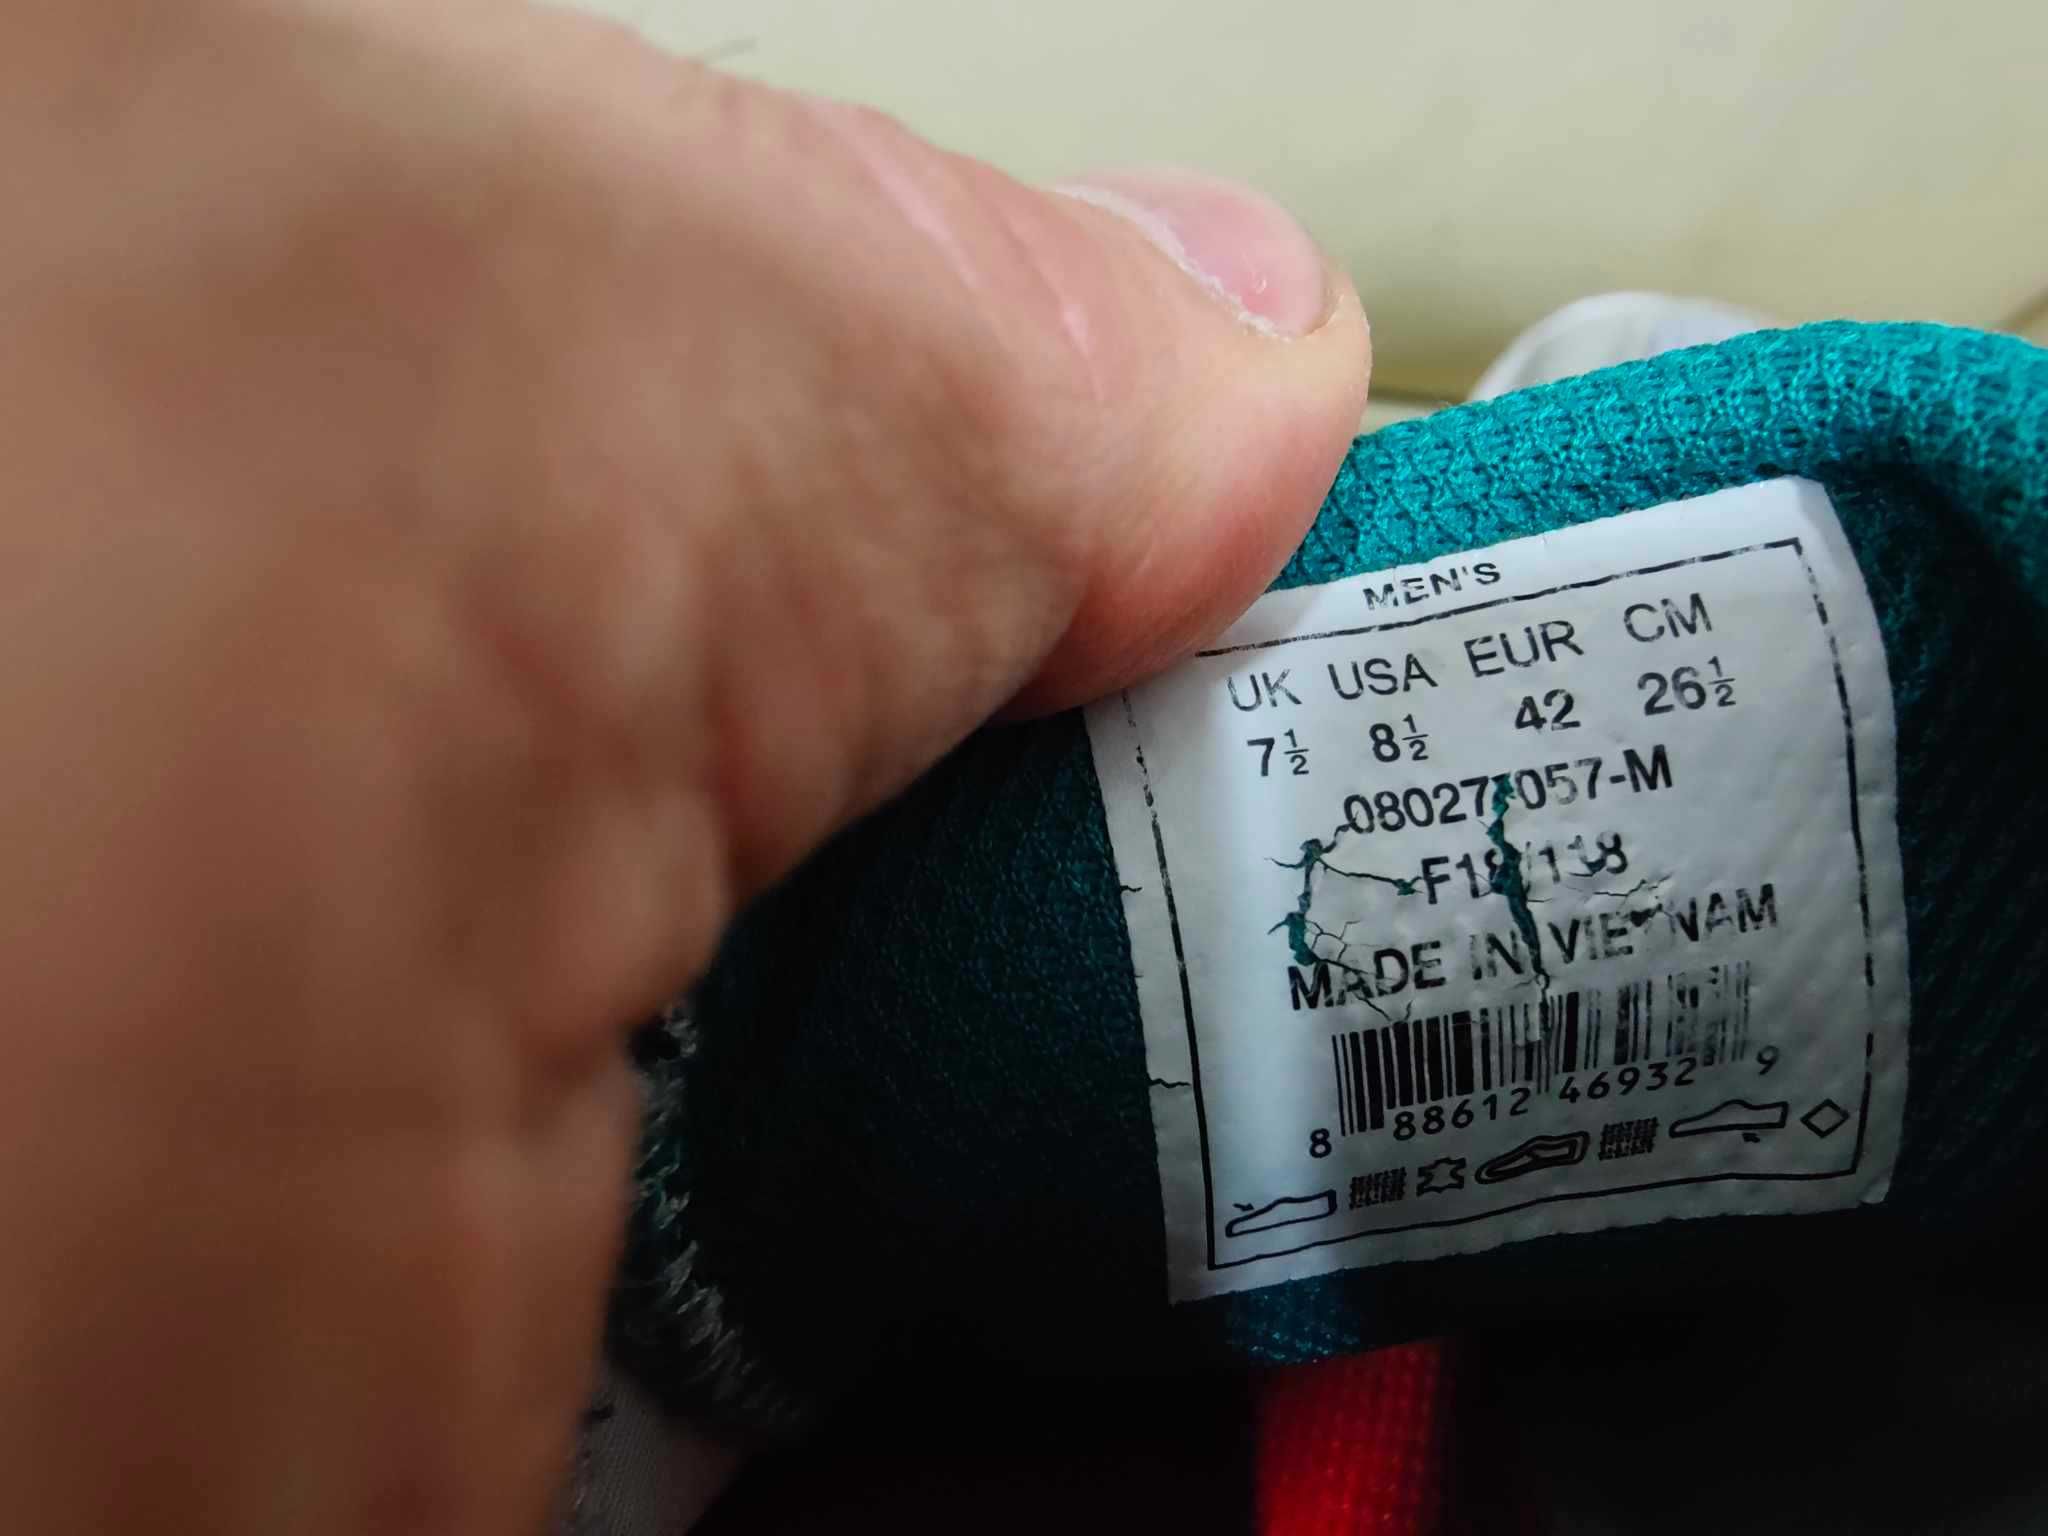 MEN'S
UK USA EUR CM
7½ 8½ 42 26½
MADE IN VIETNAM
8 88612 46932 9